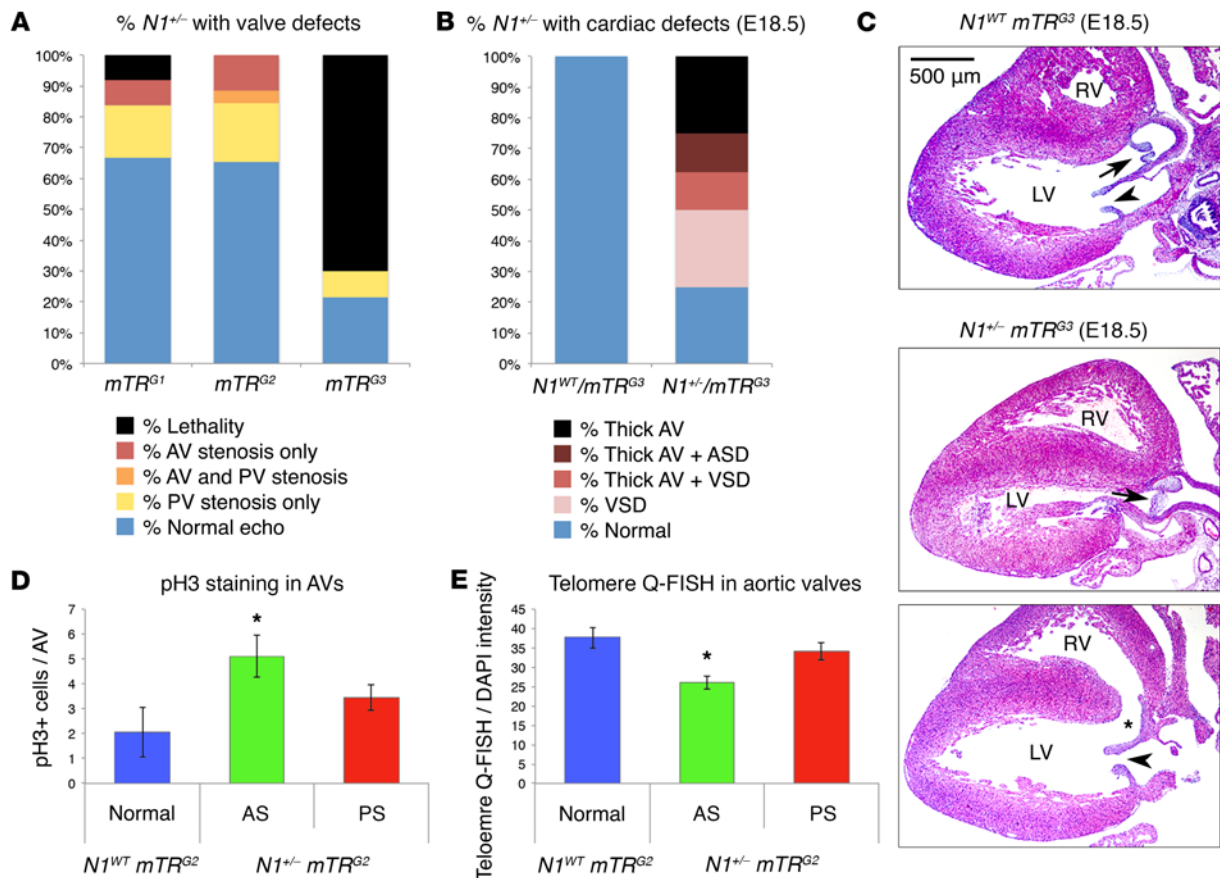 A % N1+/– with valve defects
100%
90%
80%
70%
60%
50%
40%
30%
20%
10%
0%
mTRG1 mTRG2 mTRG3
% Lethality
% AV stenosis only
% AV and PV stenosis
% PV stenosis only
% Normal echo
B % N1+/– with cardiac defects (E18.5)
100%
90%
80%
70%
60%
50%
40%
30%
20%
10%
0%
N1WT/mTRG3 N1+/–/mTRG3
% Thick AV
% Thick AV + ASD
% Thick AV + VSD
% VSD
% Normal
C N1WT mTRG3 (E18.5)
500 µm
RV
LV
N1+/– mTRG3 (E18.5)
RV
LV
RV
*
LV
D pH3 staining in AVs
pH3+ cells / AV
7
6
5
4
3
2
1
0
*
Normal AS PS
N1WT mTRG2 N1+/– mTRG2
E Telomere Q-FISH in aortic valves
Teloemre Q-FISH / DAPI intensity
45
40
35
30
25
20
15
10
5
0
*
Normal AS PS
N1WT mTRG2 N1+/– mTRG2